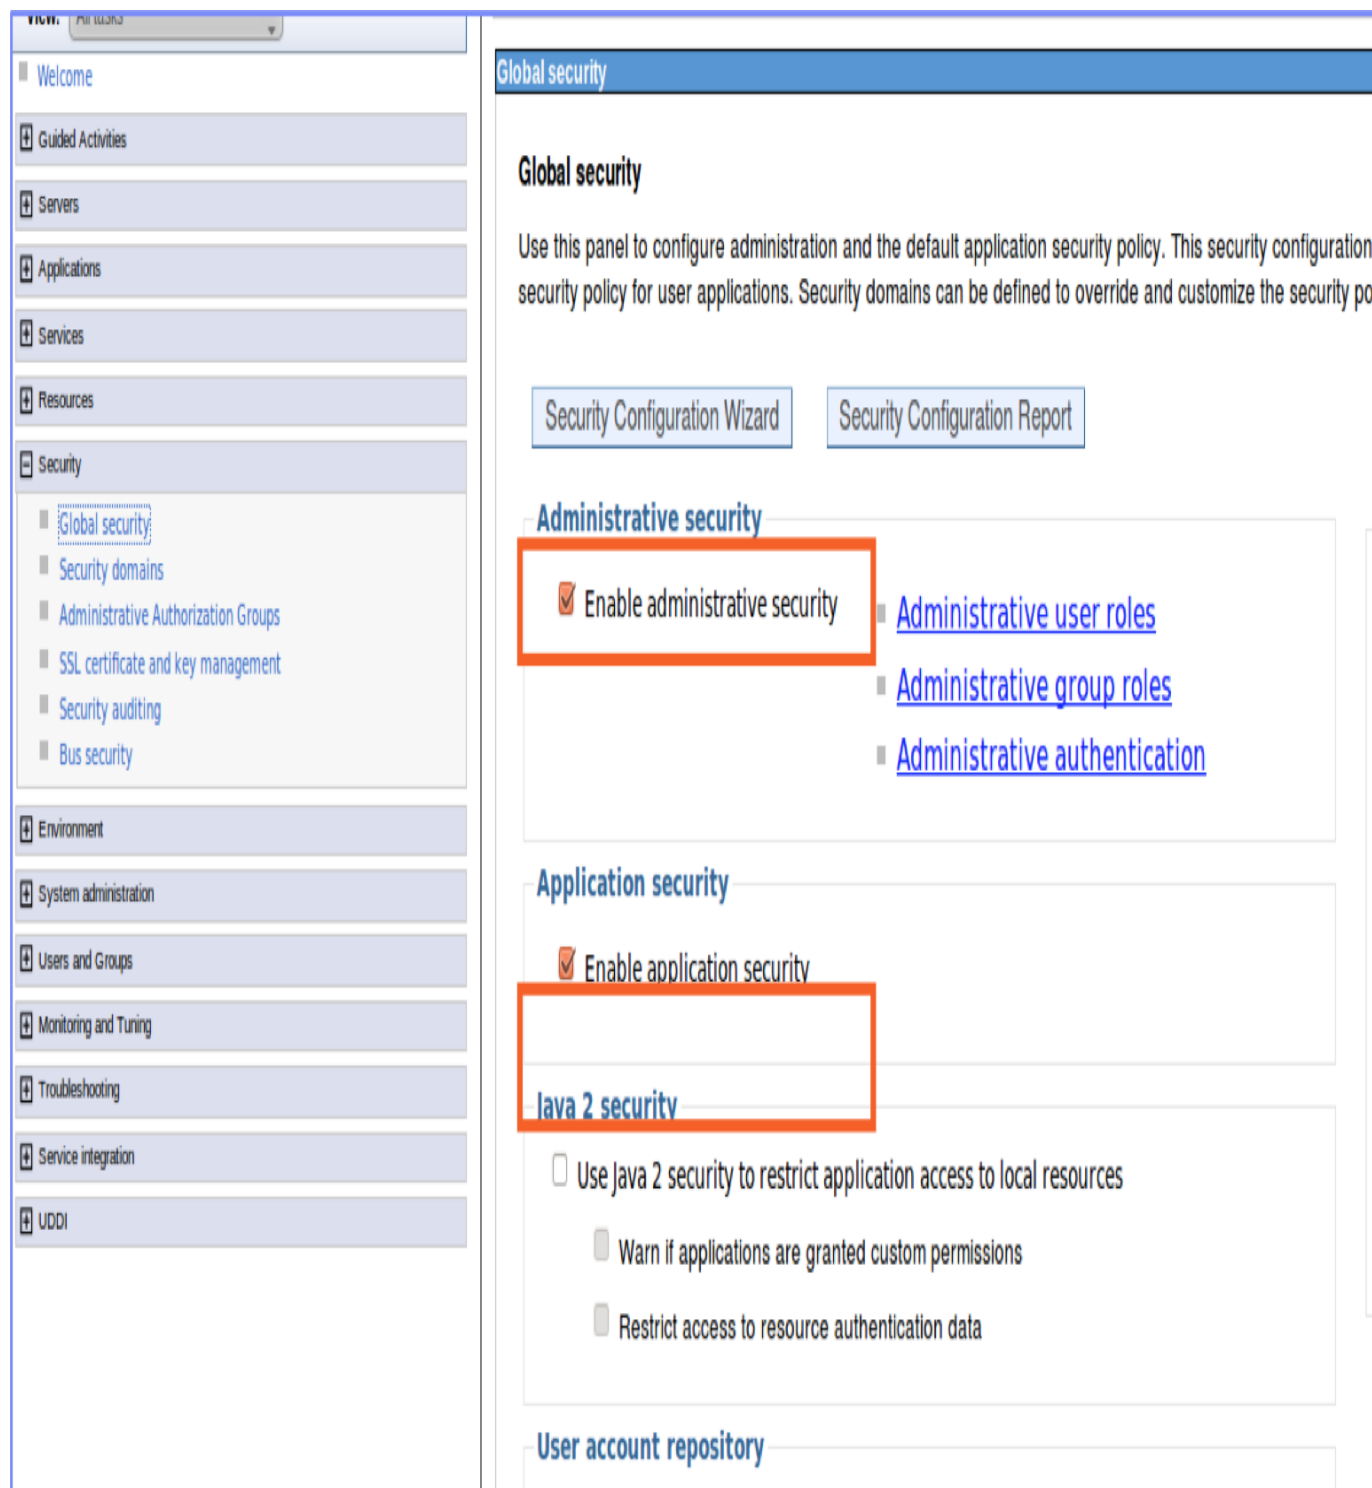 View: All tasks
Welcome
Guided Activities
Servers
Applications
Services
Resources
Security
Global security
Security domains
Administrative Authorization Groups
SSL certificate and key management
Security auditing
Bus security
Environment
System administration
Users and Groups
Monitoring and Tuning
Troubleshooting
Service integration
UDDI
Global security
Global security
Use this panel to configure administration and the default application security policy. This security configuration
security policy for user applications. Security domains can be defined to override and customize the security po
Security Configuration Wizard Security Configuration Report
Administrative security
Enable administrative security
Administrative user roles
Administrative group roles
Administrative authentication
Application security
Enable application security
Java 2 security
Use Java 2 security to restrict application access to local resources
Warn if applications are granted custom permissions
Restrict access to resource authentication data
User account repository